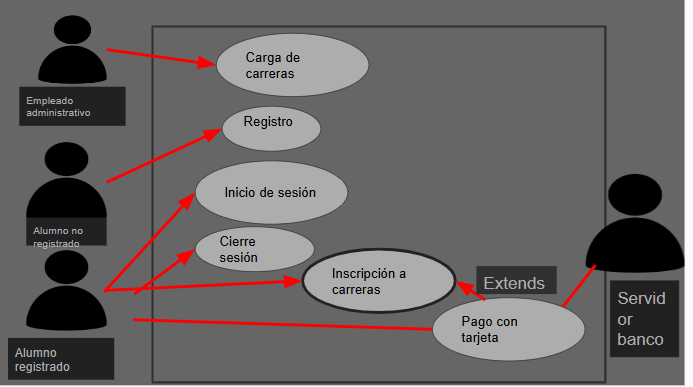 Empleado
administrativo
Carga de
carreras
Registro
Alumno no
registrado
Inicio de sesión
Cierre
sesión
Inscripción a
carreras
Extends
Pago con
tarjeta
Servid
or
banco
Alumno
registrado